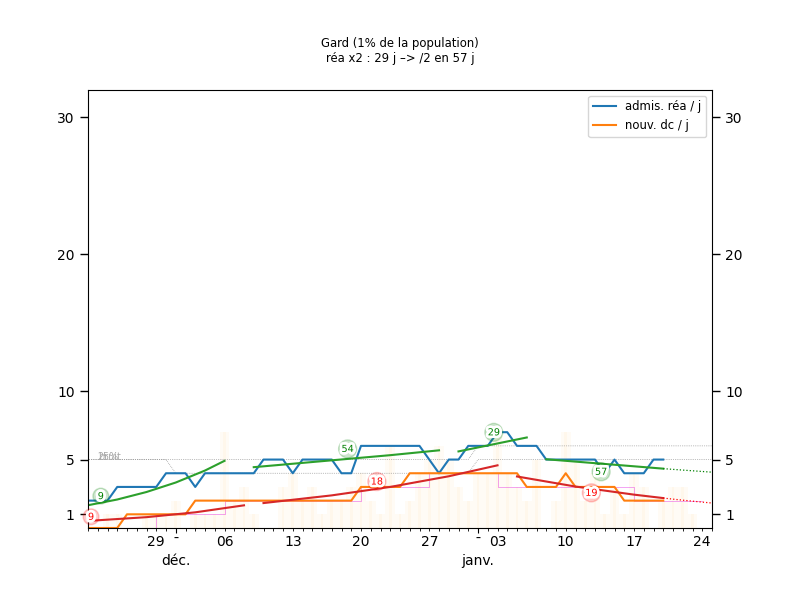 Gard (1% de la population)
réa x2 : 29 j –> /2 en 57 j
admis. réa / j
nouv. dc / j
30 30
20 20
10 10
5 5
1 1
9
9
54
18
29
57
19
29 - 06 13 20 27 - 03 10 17 24
déc. janv.